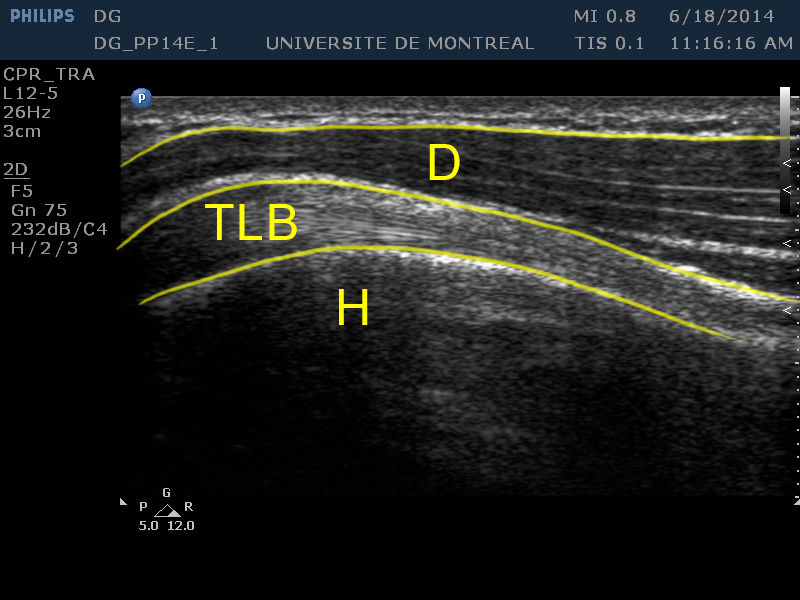 PHILIPS DG MI 0.8 6/18/2014
DG_PP14E_1 UNIVERSITE DE MONTREAL TIS 0.1 11:16:16 AM
CPR_TRA
L12-5
26Hz
3cm
2D
F5
Gn 75
232dB/C4
H/2/3
P
D
TLB
H
G
P R
5.0 12.0